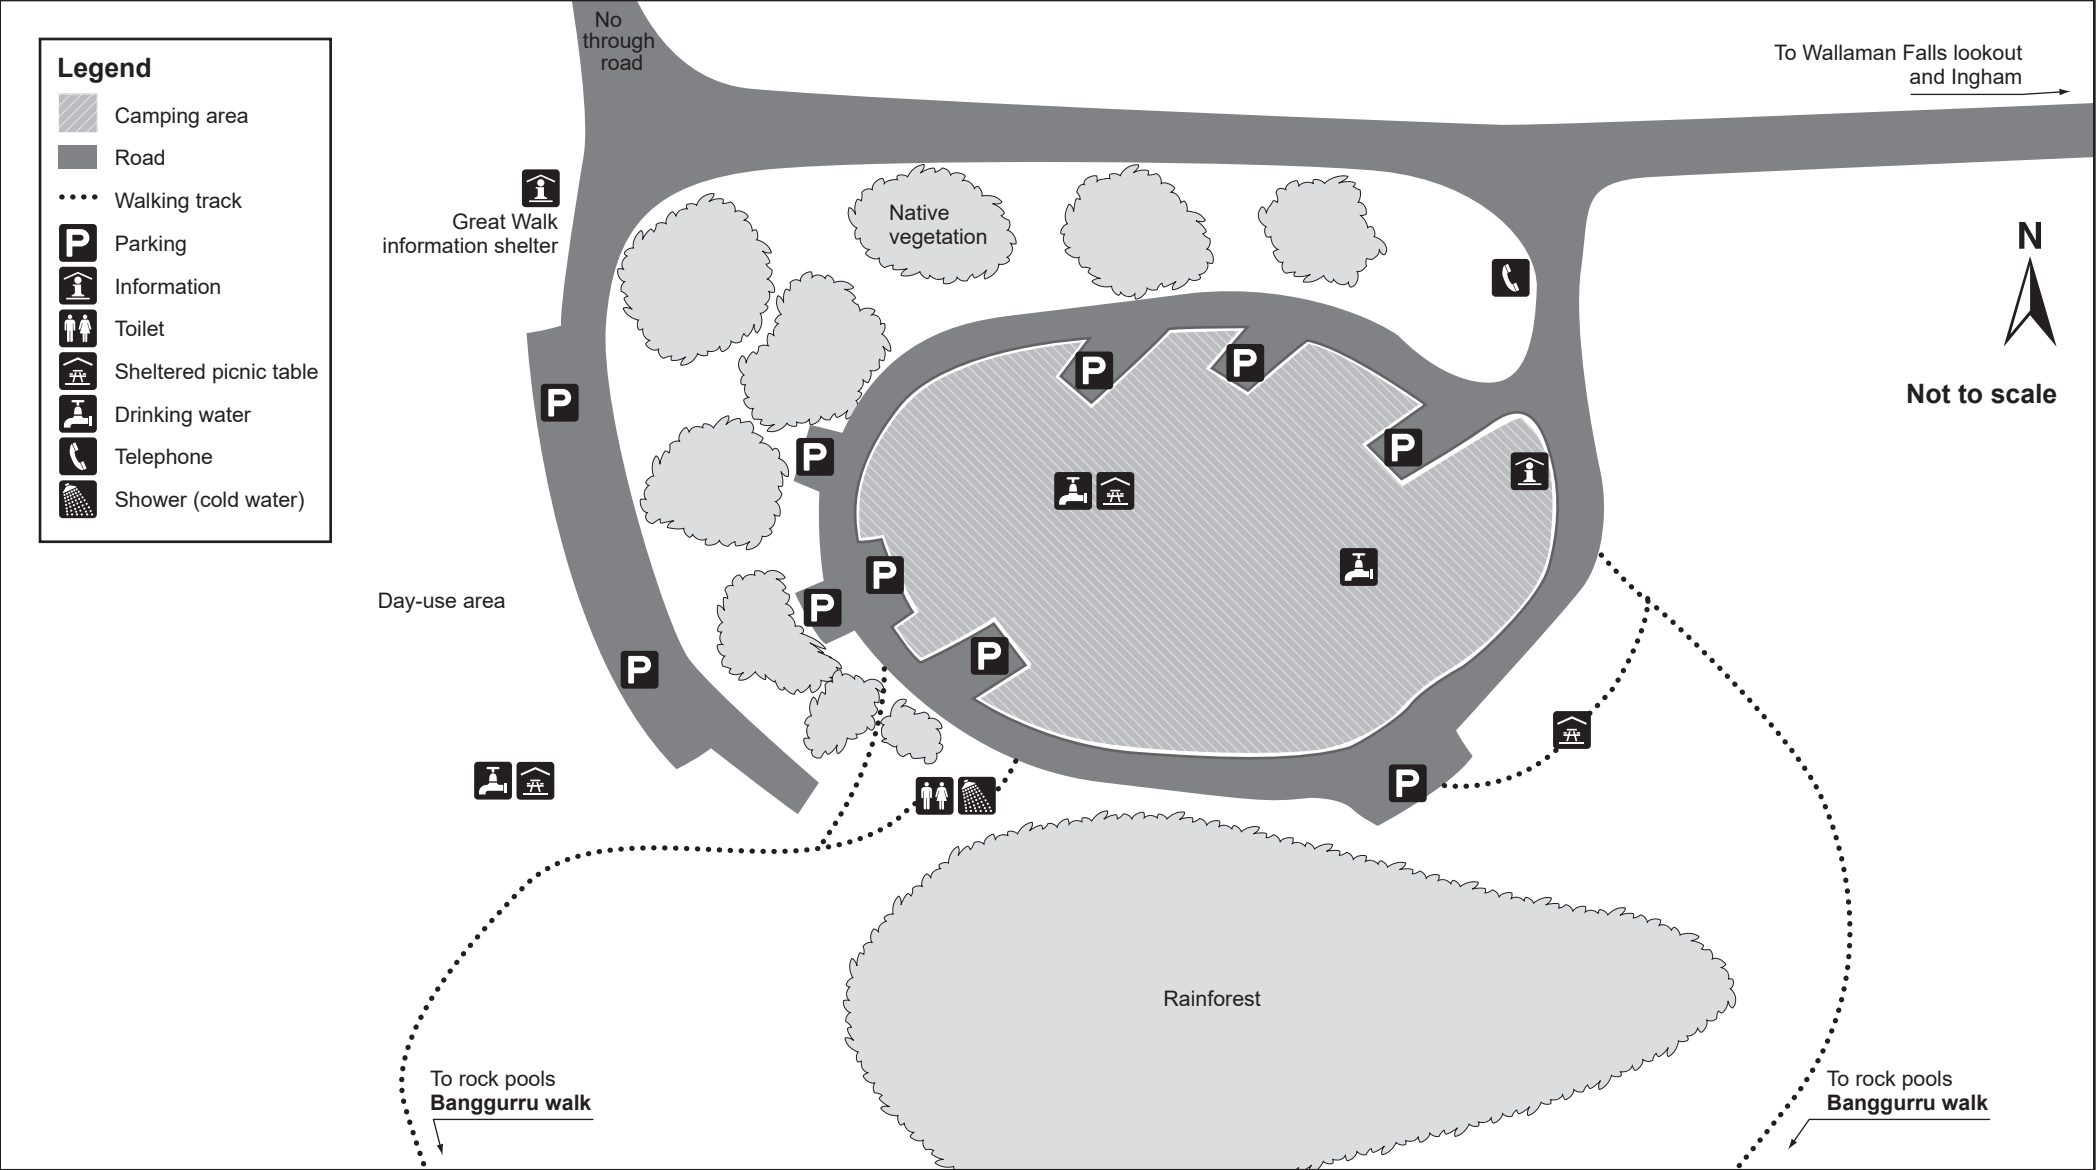 No
through
road
To Wallaman Falls lookout
and Ingham
Legend
Camping area
Road
Walking track
P Parking
Information
Toilet
Sheltered picnic table
Drinking water
Telephone
Shower (cold water)
Great Walk
information shelter
Native
vegetation
N
Not to scale
P
P
P
P
P
P
P
P
Day-use area
P
P
P
Rainforest
To rock pools
Banggurru walk
To rock pools
Banggurru walk